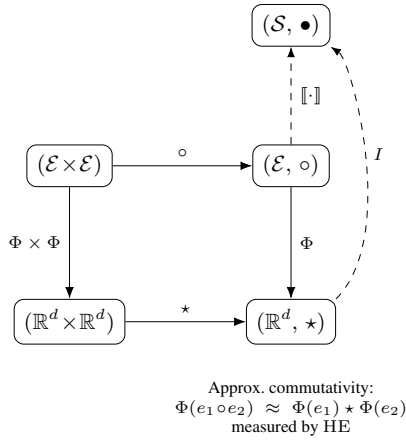 (𝒮, •)
⟦·⟧
I
(ℰ×ℰ)
∘
(ℰ, ∘)
Φ × Φ
Φ
(ℝ^d×ℝ^d)
⋆
(ℝ^d, ⋆)
Approx. commutativity:
Φ(e₁∘e₂) ≈ Φ(e₁) ⋆ Φ(e₂)
measured by HE